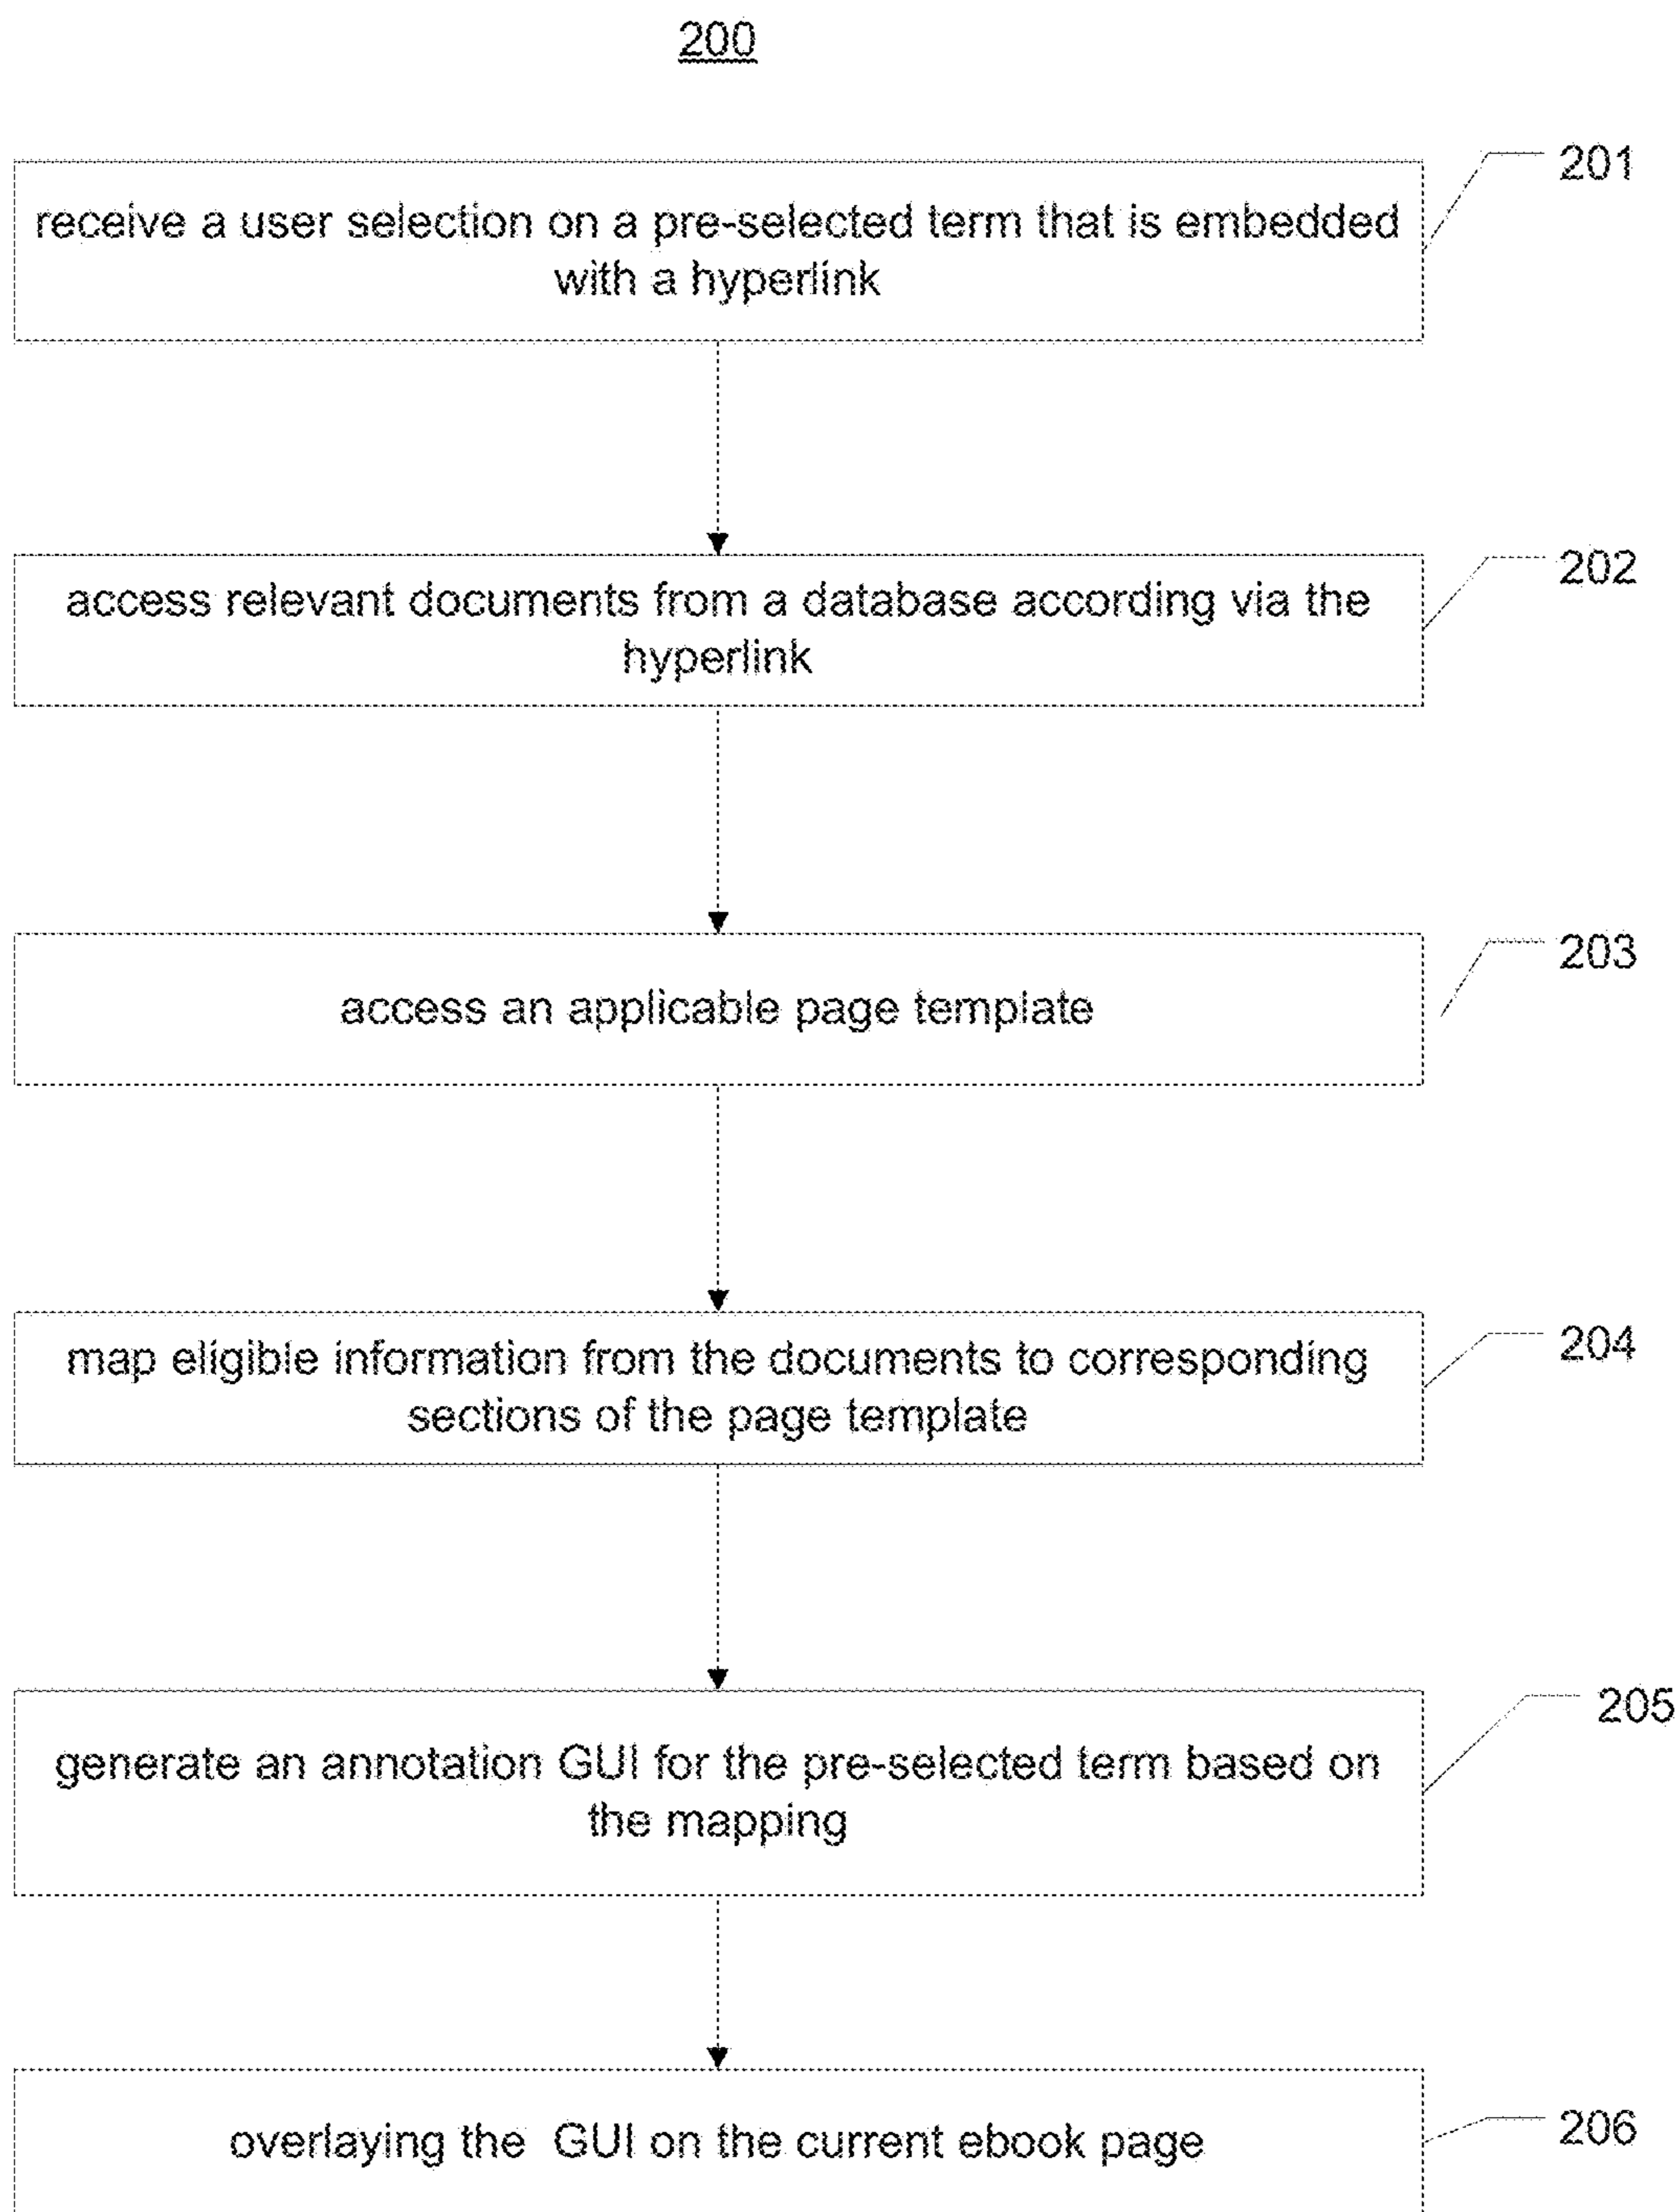 200
201
receive a user selection on a pre-selected term that is embedded
with a hyperlink
202
access relevant documents from a database according via the
hyperlink
203
access an applicable page template
204
map eligible information from the documents to corresponding
sections of the page template
205
generate an annotation GUI for the pre-selected term based on
the mapping
206
overlaying the GUI on the current ebook page